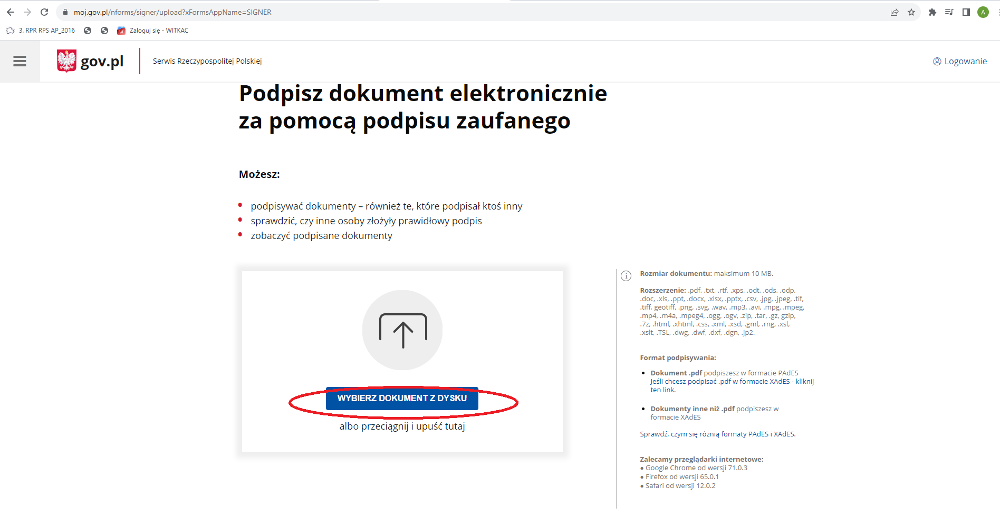 moj.gov.pl/nforms/signer/upload?xFormsAppName=SIGNER
A
3. RPR RPS AP_2016
Zaloguj się - WITKAC
gov.pl
Serwis Rzeczypospolitej Polskiej
Logowanie
Podpisz dokument elektronicznie
za pomocą podpisu zaufanego
Możesz:
podpisywać dokumenty – również te, które podpisał ktoś inny
sprawdzić, czy inne osoby złożyły prawidłowy podpis
zobaczyć podpisane dokumenty
WYBIERZ DOKUMENT Z DYSKU
albo przeciągnij i upuść tutaj
Rozmiar dokumentu: maksimum 10 MB.
Rozszerzenie: .pdf, .txt, .rtf, .xps, .odt, .ods, .odp,
.doc, .xls, .ppt, .docx, .xlsx, .pptx, .csv, .jpg, .jpeg, .tif,
.tiff, geotiff, .png, .svg, .wav, .mp3, .avi, .mpg, .mpeg,
.mp4, .m4a, .mpeg4, .ogg, .ogv, .zip, .tar, .gz, gzip,
.7z, .html, .xhtml, .css, .xml, .xsd, .gml, .rng, .xsl,
.xslt, .TSL, .dwg, .dwf, .dxf, .dgn, .jp2.
Format podpisywania:
Dokument .pdf podpiszesz w formacie PAdES
Jeśli chcesz podpisać .pdf w formacie XAdES - kliknij
ten link.
Dokumenty inne niż .pdf podpiszesz w
formacie XAdES
Sprawdź, czym się różnią formaty PAdES i XAdES.
Zalecamy przeglądarki internetowe:
● Google Chrome od wersji 71.0.3
● Firefox od wersji 65.0.1
● Safari od wersji 12.0.2